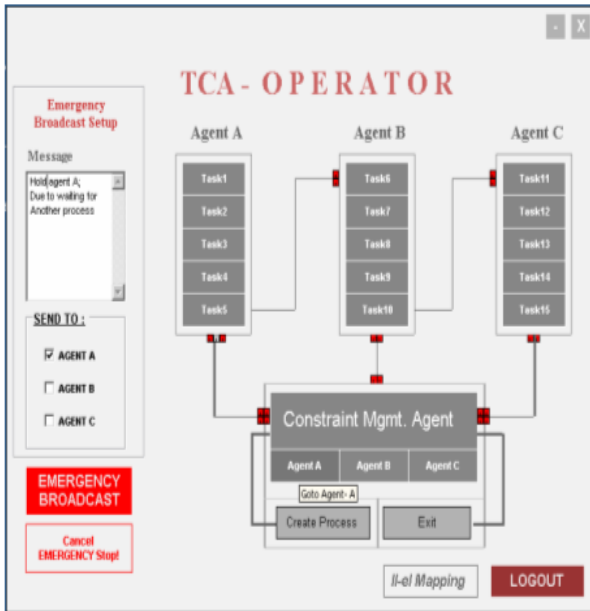 - X
TCA - O P E R A T O R
Emergency
Broadcast Setup
Message
Hold agent A;
Due to waiting for
Another process
SEND TO :
AGENT A
AGENT B
AGENT C
EMERGENCY
BROADCAST
Cancel
EMERGENCY Stop!
Agent A
Task1
Task2
Task3
Task4
Task5
Agent B
Task6
Task7
Task8
Task9
Task10
Agent C
Task11
Task12
Task13
Task14
Task15
Constraint Mgmt. Agent
Agent A Agent B Agent C
Goto Agent- A
Create Process Exit
ll-el Mapping LOGOUT